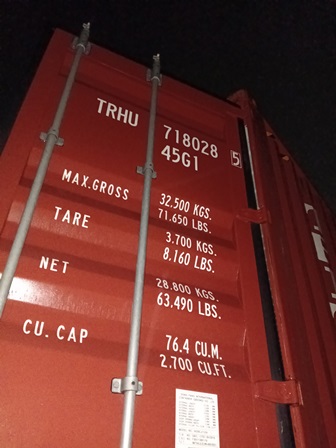 TRHU 718028 5
45G1
MAX.GROSS 32.500 KGS.
71.650 LBS.
TARE 3.700 KGS.
8.160 LBS.
NET 28.800 KGS.
63.490 LBS.
CU. CAP 76.4 CU.M.
2.700 CU.FT.